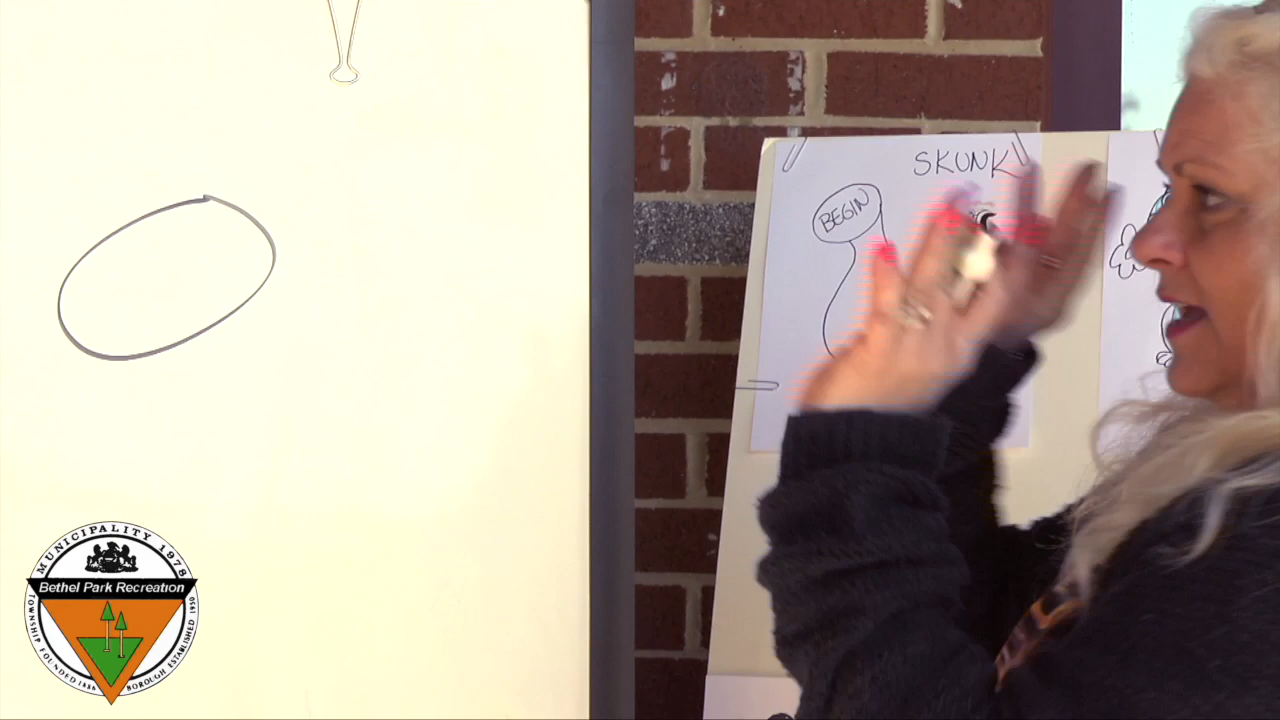 SKUNK
BEGIN
MUNICIPALITY 1978
Bethel Park Recreation
TOWNSHIP FOUNDED 1886
BOROUGH ESTABLISHED 1950